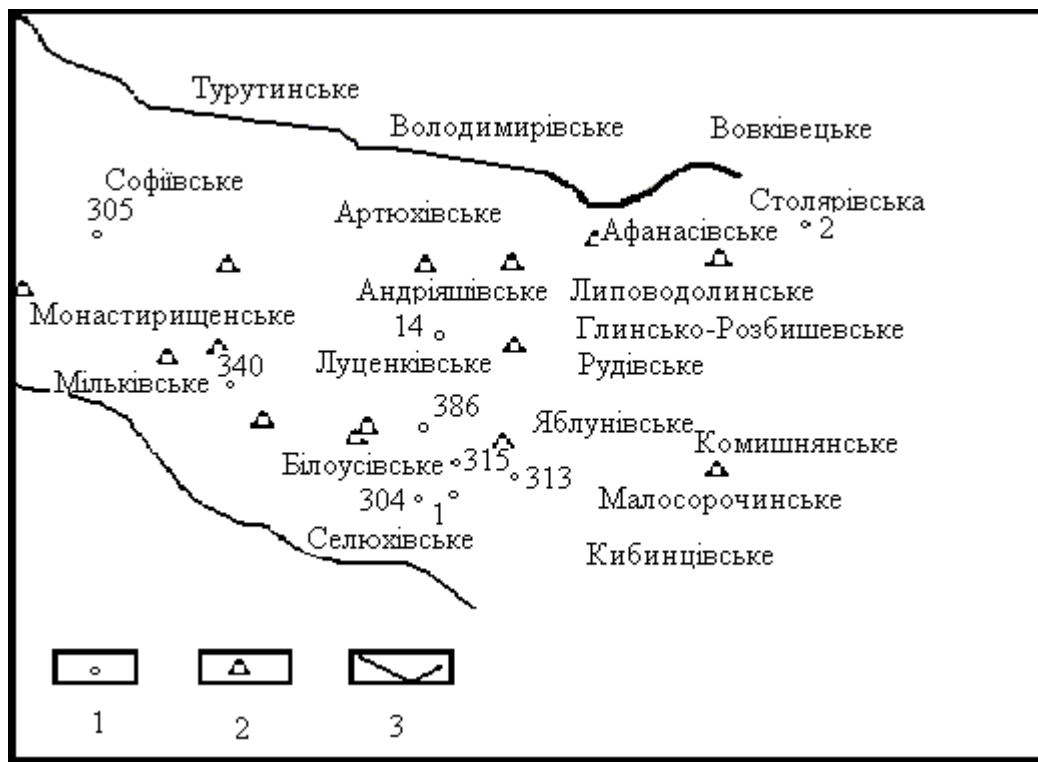 Турутинське
Володимирівське
Вовківецьке
Софіївське
305
Артюхівське
Столярівська
2
Афанасівське
Андріяшівське
Липоводолинське
Монастирищенське
14
Глинсько-Розбишевське
Луценківське
Рудівське
Мільківське
340
386
Яблунівське
Комишнянське
Білоусівське
315
313
304
1
Малосорочинське
Селюхівське
Кибинцівське
1
2
3